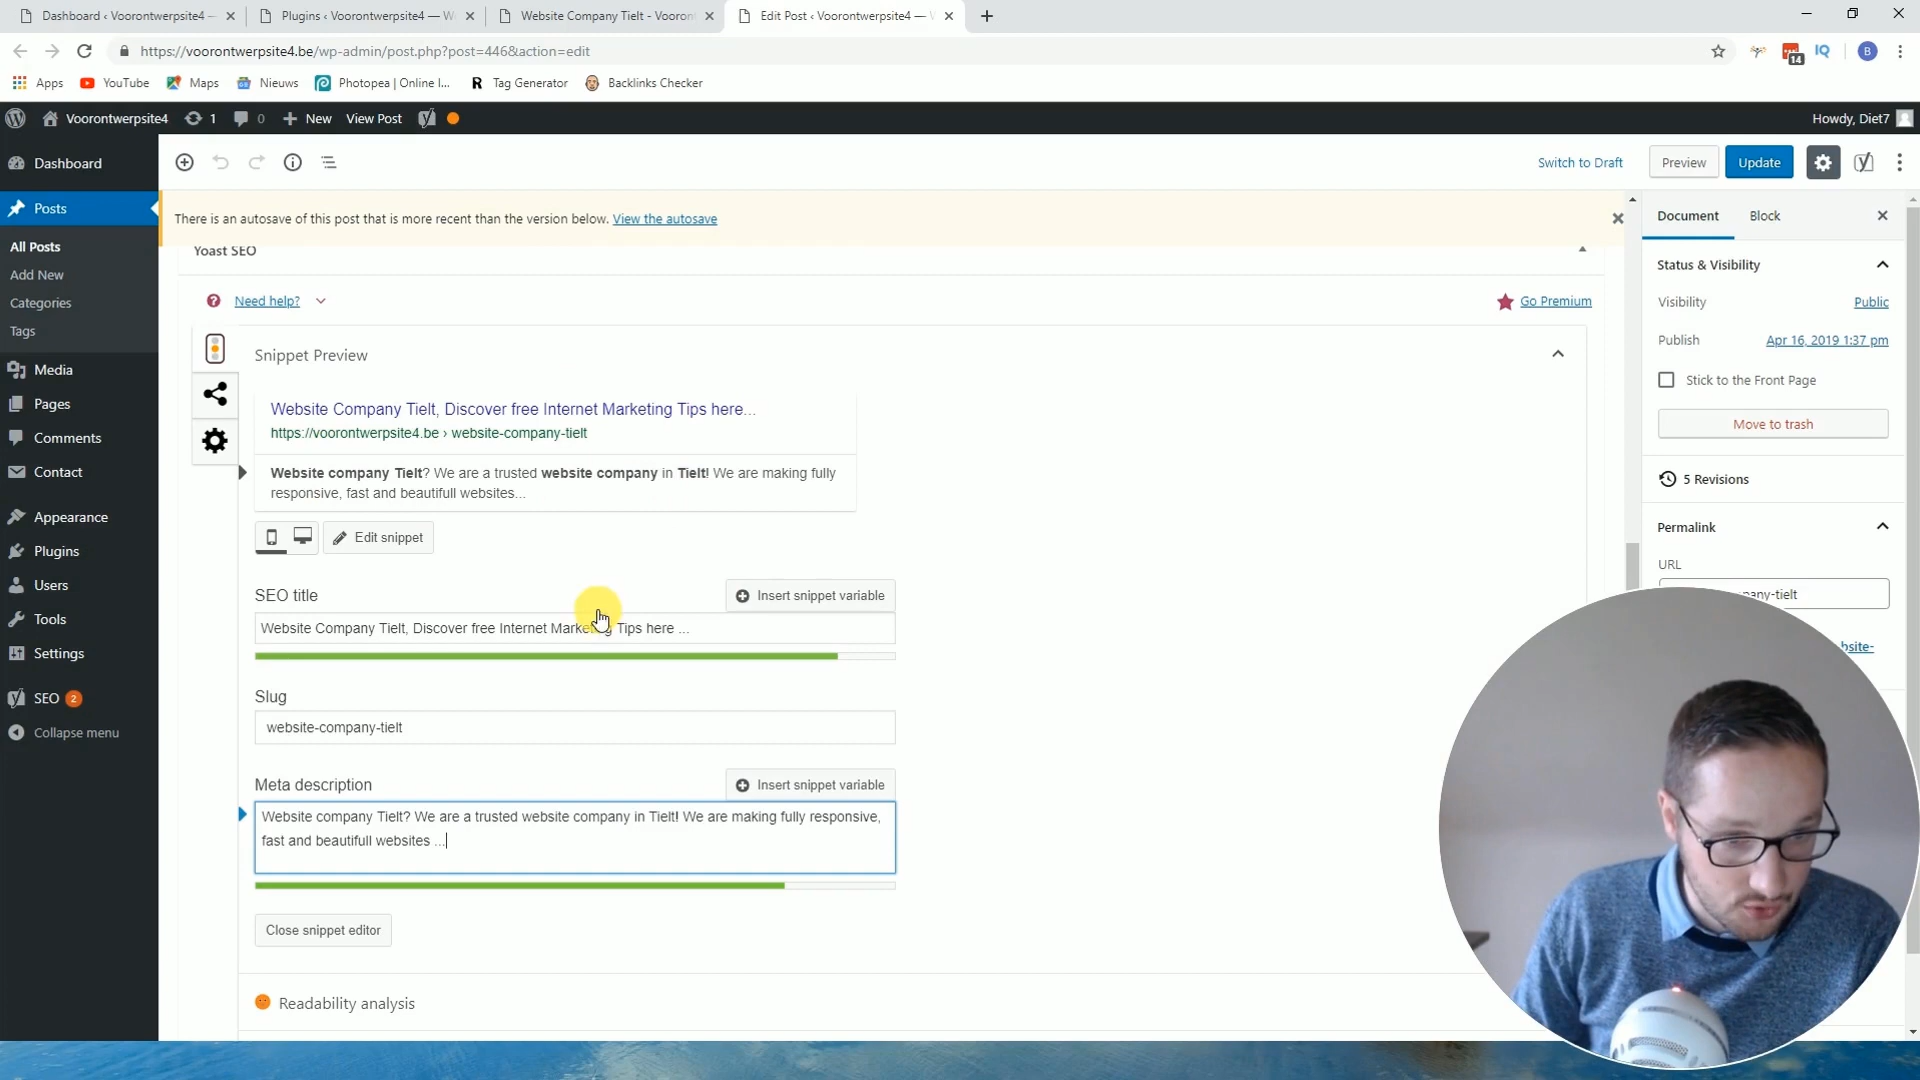 Dashboard ‹ Voorontwerpsite4 —
Plugins ‹ Voorontwerpsite4 — W
Website Company Tielt - Vooront
Edit Post ‹ Voorontwerpsite4 — W
https://voorontwerpsite4.be/wp-admin/post.php?post=446&action=edit
14
B
Apps
YouTube
Maps
Nieuws
Photopea | Online I...
R Tag Generator
Backlinks Checker
Voorontwerpsite4
1
0
New
View Post
Howdy, Diet7
Dashboard
Posts
All Posts
Add New
Categories
Tags
Media
Pages
Comments
Contact
Appearance
Plugins
Users
Tools
Settings
SEO 2
Collapse menu
Switch to Draft
Preview
Update
There is an autosave of this post that is more recent than the version below. View the autosave
Yoast SEO
Need help?
Go Premium
Snippet Preview
Website Company Tielt, Discover free Internet Marketing Tips here...
https://voorontwerpsite4.be › website-company-tielt
Website company Tielt? We are a trusted website company in Tielt! We are making fully
responsive, fast and beautifull websites...
Edit snippet
SEO title
Insert snippet variable
Website Company Tielt, Discover free Internet Marketing Tips here ...
Slug
website-company-tielt
Meta description
Insert snippet variable
Website company Tielt? We are a trusted website company in Tielt! We are making fully responsive,
fast and beautifull websites ...
Close snippet editor
Readability analysis
Document
Block
Status & Visibility
Visibility
Public
Publish
Apr 16, 2019 1:37 pm
Stick to the Front Page
Move to trash
5 Revisions
Permalink
URL
any-tielt
bsite-